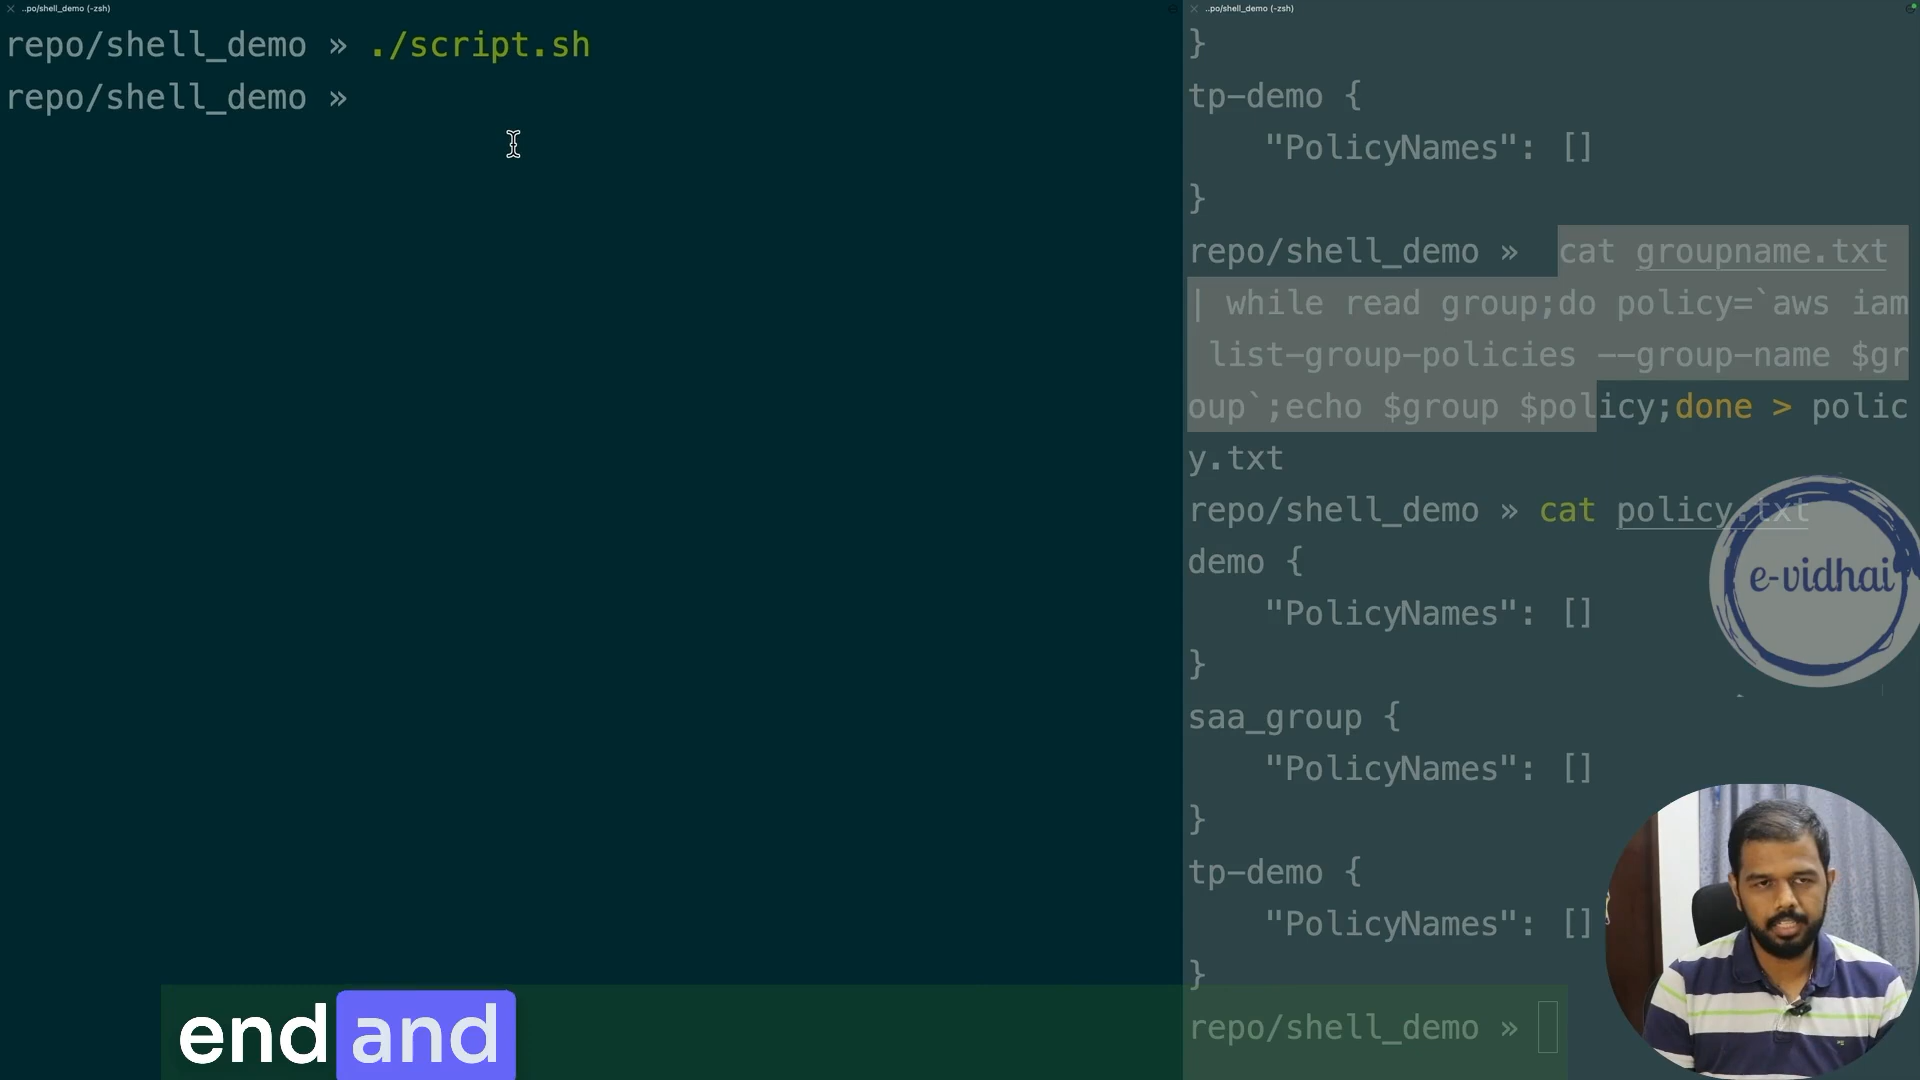 ..po/shell_demo (-zsh)
repo/shell_demo » ./script.sh
repo/shell_demo »
..po/shell_demo (-zsh)
}
tp-demo {
"PolicyNames": []
}
repo/shell_demo » cat groupname.txt
| while read group;do policy=`aws iam
list-group-policies --group-name $gr
oup`;echo $group $policy;done > polic
y.txt
repo/shell_demo » cat policy.txt
demo {
"PolicyNames": []
}
saa_group {
"PolicyNames": []
}
tp-demo {
"PolicyNames": []
}
repo/shell_demo »
e-vidhai
end and